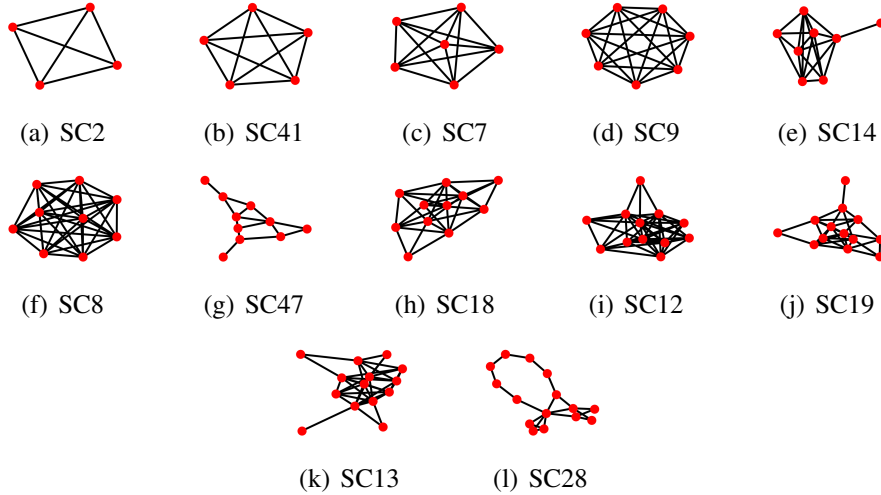 (a) SC2 (b) SC41 (c) SC7 (d) SC9 (e) SC14
(f) SC8 (g) SC47 (h) SC18 (i) SC12 (j) SC19
(k) SC13 (l) SC28